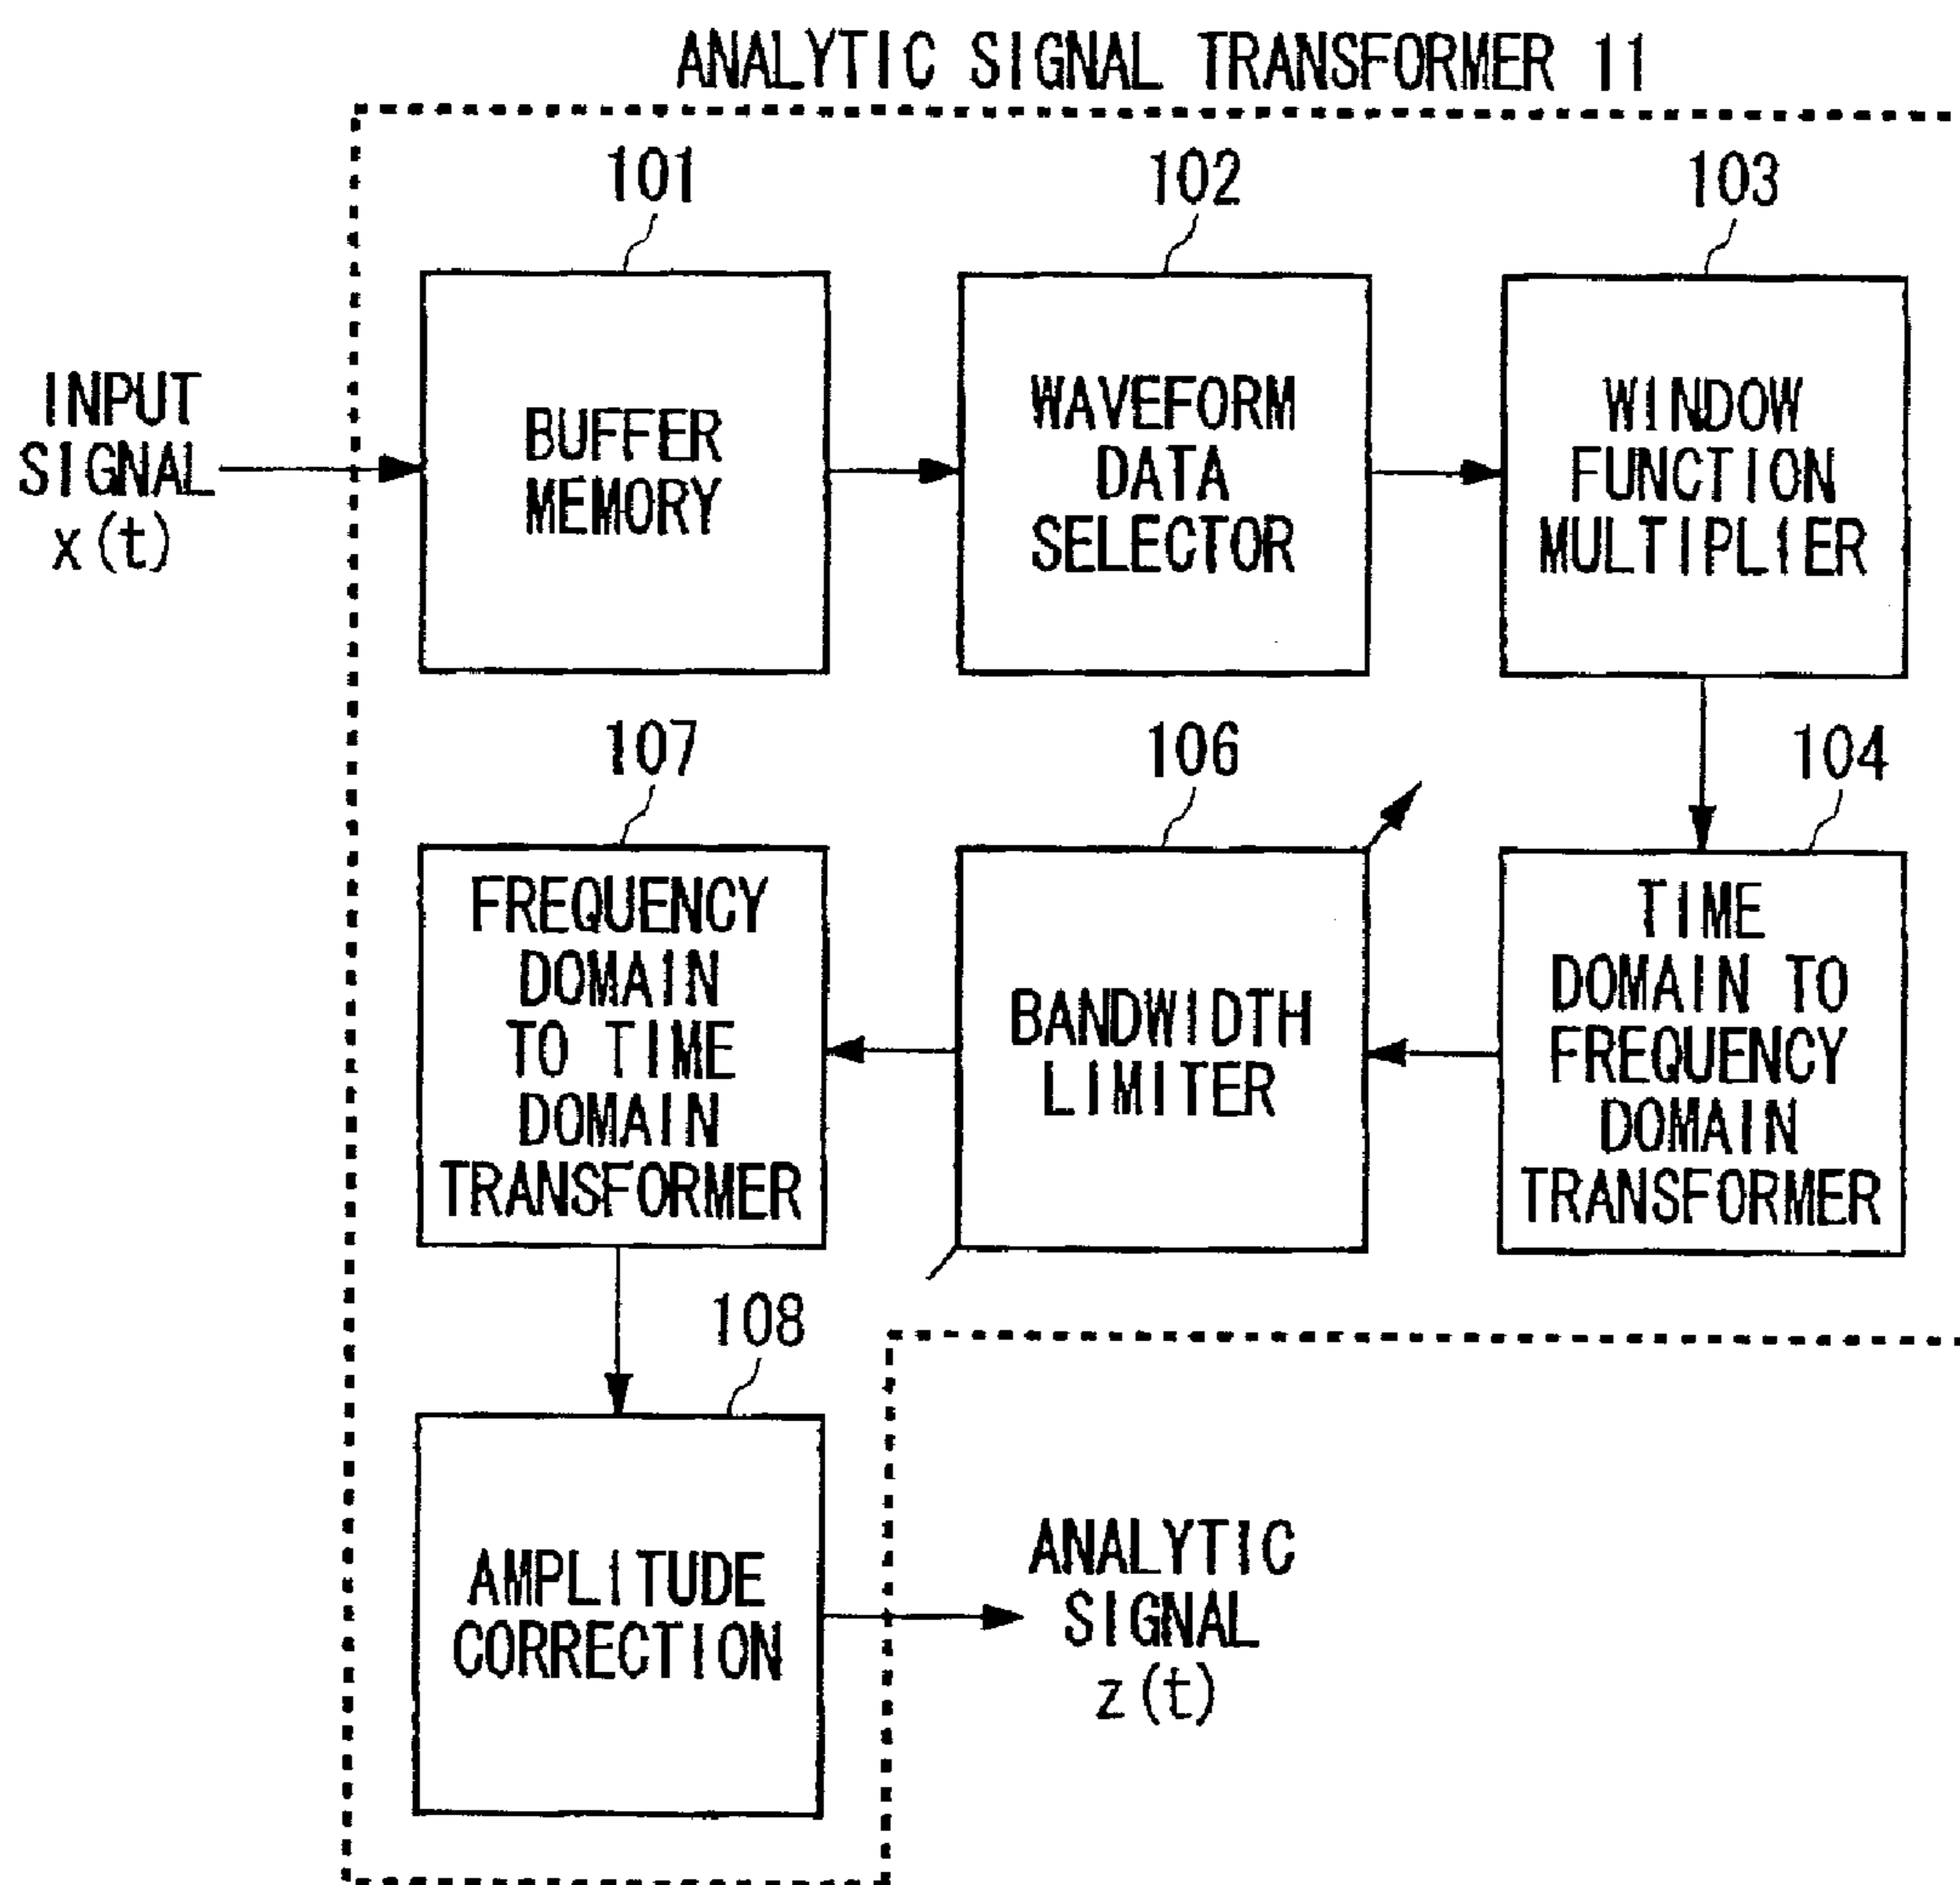 ANALYTIC SIGNAL TRANSFORMER 11
101
102
103
INPUT
SIGNAL
x(t)
BUFFER
MEMORY
WAVEFORM
DATA
SELECTOR
WINDOW
FUNCTION
MULTIPLIER
107
106
104
FREQUENCY
DOMAIN
TO TIME
DOMAIN
TRANSFORMER
BANDWIDTH
LIMITER
TIME
DOMAIN TO
FREQUENCY
DOMAIN
TRANSFORMER
108
AMPLITUDE
CORRECTION
ANALYTIC
SIGNAL
z(t)